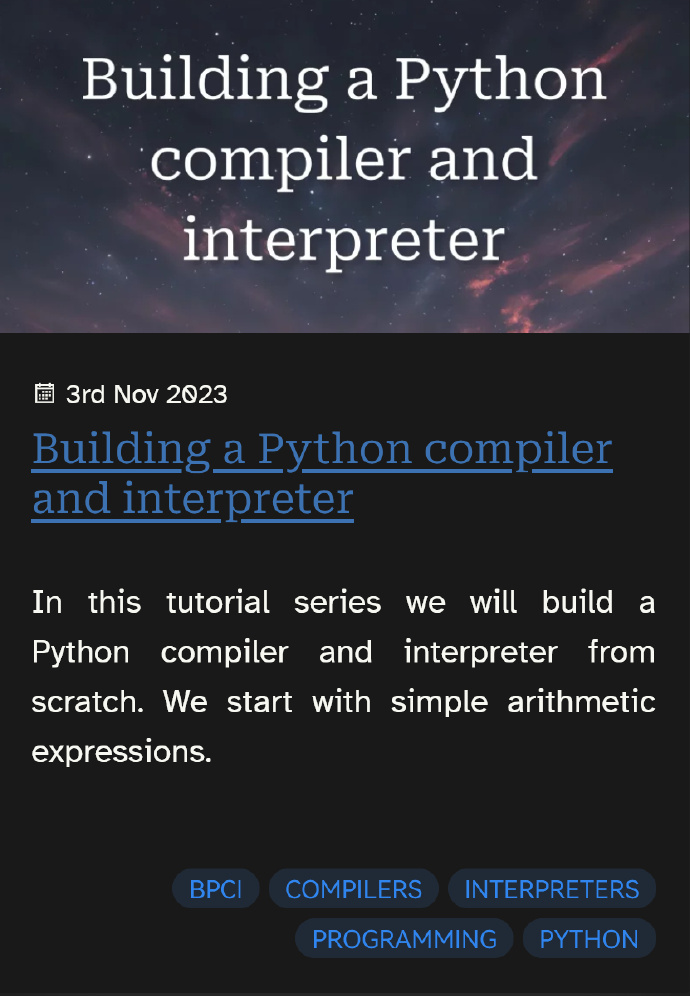 Building a Python
compiler and
interpreter
3rd Nov 2023
Building a Python compiler
and interpreter
In this tutorial series we will build a
Python compiler and interpreter from
scratch. We start with simple arithmetic
expressions.
BPCI COMPILERS INTERPRETERS
PROGRAMMING PYTHON